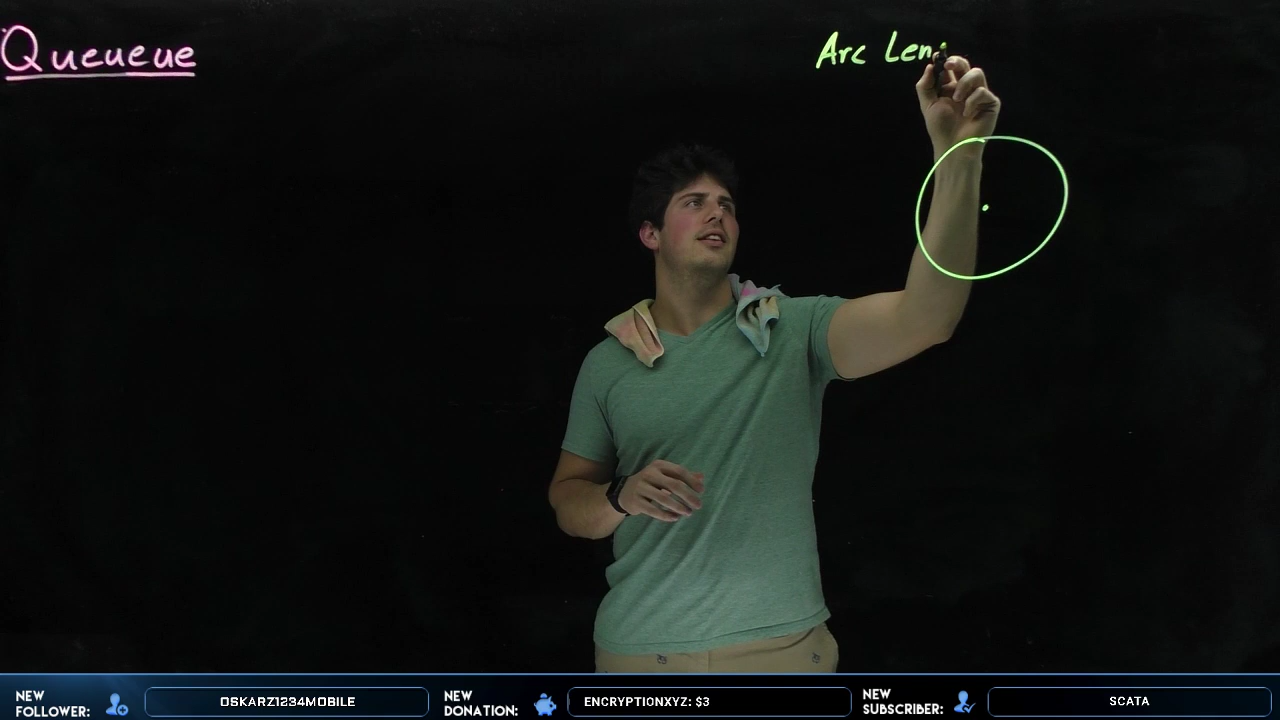 Queueue
Arc Len
NEW FOLLOWER:
OSKARZ1234MOBILE
NEW DONATION:
ENCRYPTIONXYZ: $3
NEW SUBSCRIBER:
SCATA